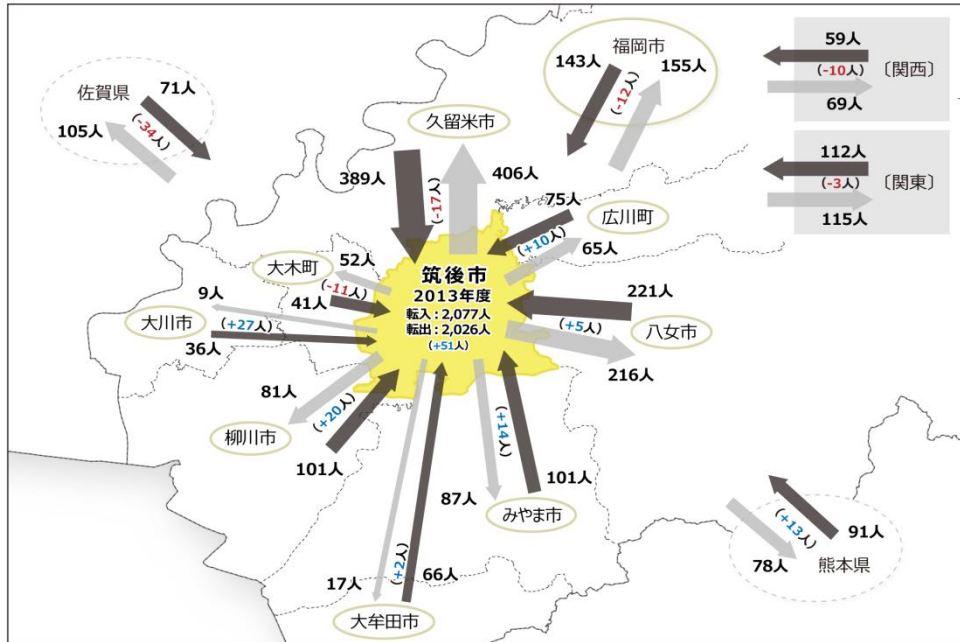 福岡市
143人
155人
(-12人)
59人
(-10人)
〔関西〕
69人
佐賀県
71人
105人
(-34人)
久留米市
389人
406人
(-17人)
112人
(-3人)
〔関東〕
115人
75人
広川町
(+10人)
65人
大木町
52人
(-11人)
41人
筑後市
2013年度
転入：2,077人
転出：2,026人
(+51人)
9人
大川市
(+27人)
36人
221人
(+5人)
八女市
216人
81人
柳川市
(+20人)
101人
(+14人)
87人
101人
みやま市
17人
(+2人)
66人
大牟田市
(+13人)
91人
78人
熊本県